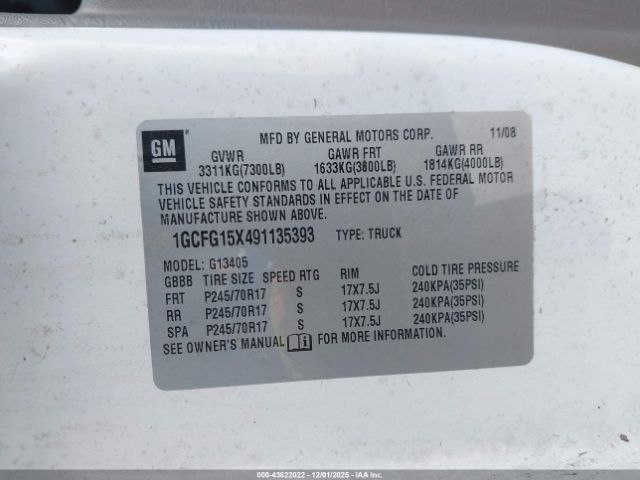 GM
MFD BY GENERAL MOTORS CORP. 11/08
GVWR GAWR FRT GAWR RR
3311KG(7300LB) 1633KG(3600LB) 1814KG(4000LB)
THIS VEHICLE CONFORMS TO ALL APPLICABLE U.S. FEDERAL MOTOR
VEHICLE SAFETY STANDARDS IN EFFECT ON THE DATE OF
MANUFACTURE SHOWN ABOVE.
1GCFG15X491135393 TYPE: TRUCK
MODEL: G13405
GBBB TIRE SIZE SPEED RTG RIM COLD TIRE PRESSURE
FRT P245/70R17 S 17X7.5J 240KPA(35PSI)
RR P245/70R17 S 17X7.5J 240KPA(35PSI)
SPA P245/70R17 S 17X7.5J 240KPA(35PSI)
SEE OWNER'S MANUAL i FOR MORE INFORMATION.
000-43822022 - 12/01/2025 - COPART.CA